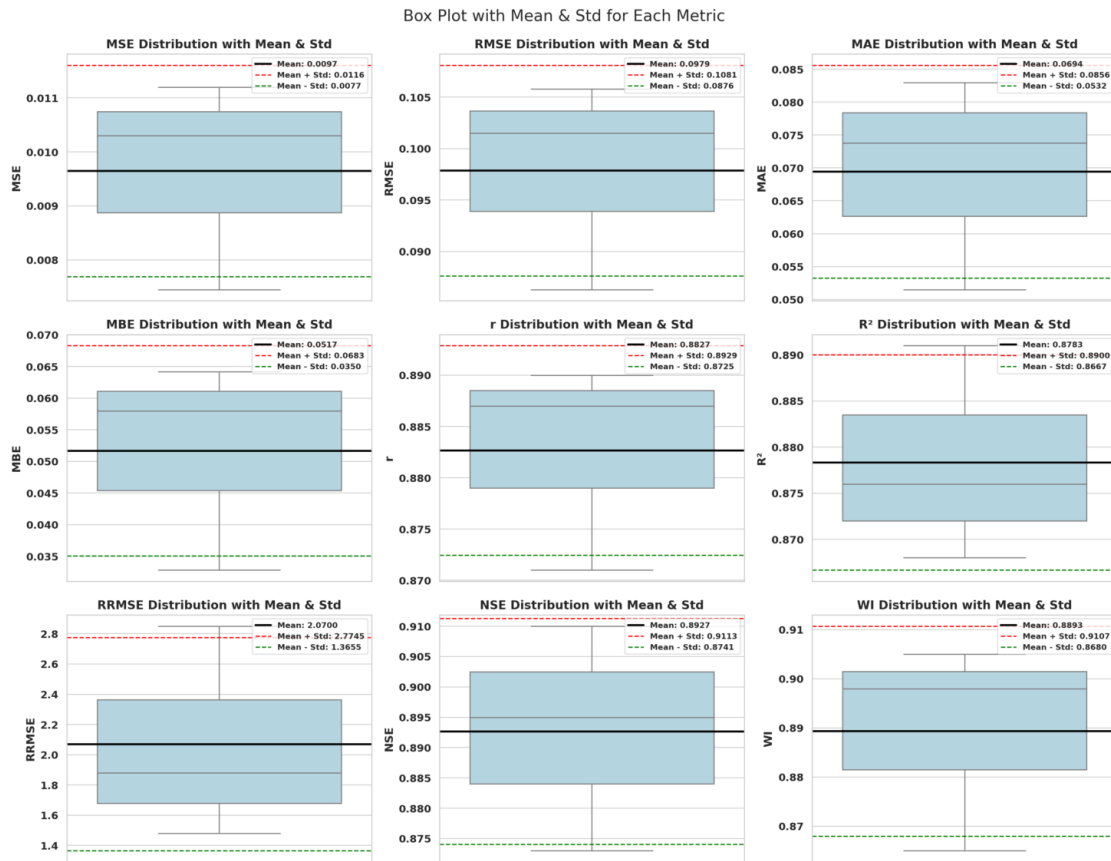 Box Plot with Mean & Std for Each Metric
MSE Distribution with Mean & Std
Mean: 0.0097
Mean + Std: 0.0116
Mean - Std: 0.0077
MSE
0.011
0.010
0.009
0.008
RMSE Distribution with Mean & Std
Mean: 0.0979
Mean + Std: 0.1081
Mean - Std: 0.0876
RMSE
0.105
0.100
0.095
0.090
MAE Distribution with Mean & Std
Mean: 0.0694
Mean + Std: 0.0856
Mean - Std: 0.0532
MAE
0.085
0.080
0.075
0.070
0.065
0.060
0.055
0.050
MBE Distribution with Mean & Std
Mean: 0.0517
Mean + Std: 0.0683
Mean - Std: 0.0350
MBE
0.070
0.065
0.060
0.055
0.050
0.045
0.040
0.035
r Distribution with Mean & Std
Mean: 0.8827
Mean + Std: 0.8929
Mean - Std: 0.8725
r
0.890
0.885
0.880
0.875
0.870
R² Distribution with Mean & Std
Mean: 0.8783
Mean + Std: 0.8900
Mean - Std: 0.8667
R²
0.890
0.885
0.880
0.875
0.870
RRMSE Distribution with Mean & Std
Mean: 2.0700
Mean + Std: 2.7745
Mean - Std: 1.3655
RRMSE
2.8
2.6
2.4
2.2
2.0
1.8
1.6
1.4
NSE Distribution with Mean & Std
Mean: 0.8927
Mean + Std: 0.9113
Mean - Std: 0.8741
NSE
0.910
0.905
0.900
0.895
0.890
0.885
0.880
0.875
WI Distribution with Mean & Std
Mean: 0.8893
Mean + Std: 0.9107
Mean - Std: 0.8680
WI
0.91
0.90
0.89
0.88
0.87